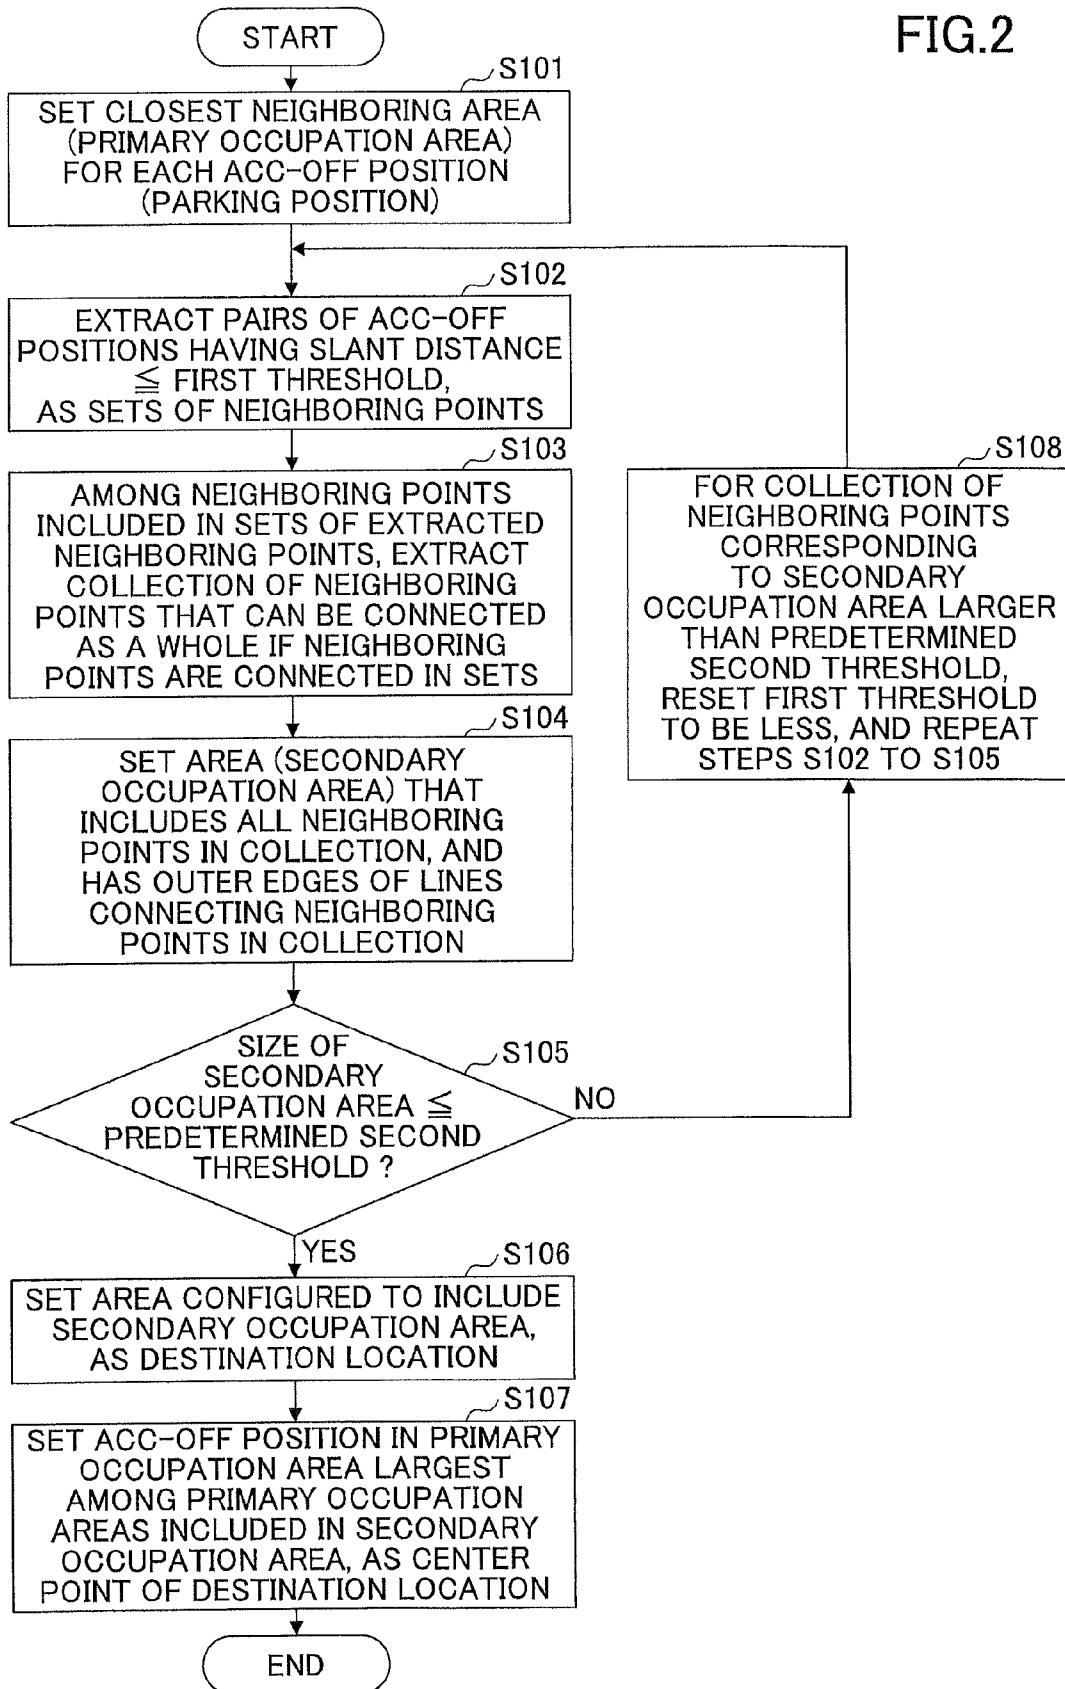 FIG.2
START
S101
SET CLOSEST NEIGHBORING AREA
(PRIMARY OCCUPATION AREA)
FOR EACH ACC-OFF POSITION
(PARKING POSITION)
S102
EXTRACT PAIRS OF ACC-OFF
POSITIONS HAVING SLANT DISTANCE
≦ FIRST THRESHOLD,
AS SETS OF NEIGHBORING POINTS
S103
AMONG NEIGHBORING POINTS
INCLUDED IN SETS OF EXTRACTED
NEIGHBORING POINTS, EXTRACT
COLLECTION OF NEIGHBORING
POINTS THAT CAN BE CONNECTED
AS A WHOLE IF NEIGHBORING
POINTS ARE CONNECTED IN SETS
S104
SET AREA (SECONDARY
OCCUPATION AREA) THAT
INCLUDES ALL NEIGHBORING
POINTS IN COLLECTION, AND
HAS OUTER EDGES OF LINES
CONNECTING NEIGHBORING
POINTS IN COLLECTION
S105
SIZE OF
SECONDARY
OCCUPATION AREA ≦
PREDETERMINED SECOND
THRESHOLD ?
NO
S108
FOR COLLECTION OF
NEIGHBORING POINTS
CORRESPONDING
TO SECONDARY
OCCUPATION AREA LARGER
THAN PREDETERMINED
SECOND THRESHOLD,
RESET FIRST THRESHOLD
TO BE LESS, AND REPEAT
STEPS S102 TO S105
YES
S106
SET AREA CONFIGURED TO INCLUDE
SECONDARY OCCUPATION AREA,
AS DESTINATION LOCATION
S107
SET ACC-OFF POSITION IN PRIMARY
OCCUPATION AREA LARGEST
AMONG PRIMARY OCCUPATION
AREAS INCLUDED IN SECONDARY
OCCUPATION AREA, AS CENTER
POINT OF DESTINATION LOCATION
END